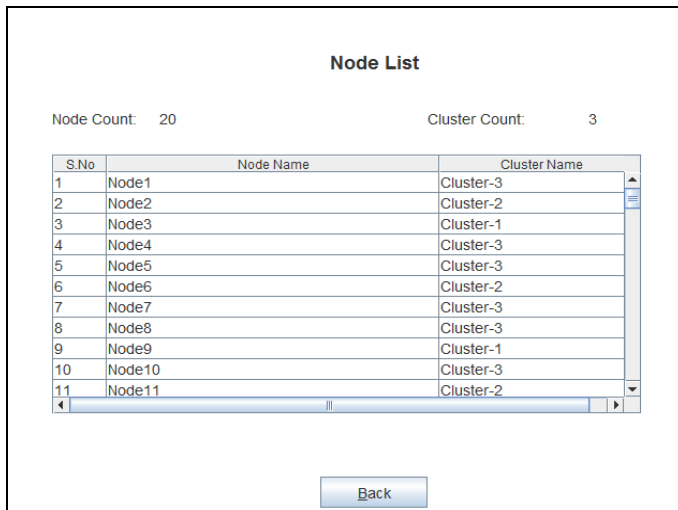 Node List
Node Count: 20 Cluster Count: 3
S.No Node Name Cluster Name
1 Node1 Cluster-3
2 Node2 Cluster-2
3 Node3 Cluster-1
4 Node4 Cluster-3
5 Node5 Cluster-3
6 Node6 Cluster-2
7 Node7 Cluster-3
8 Node8 Cluster-3
9 Node9 Cluster-1
10 Node10 Cluster-3
11 Node11 Cluster-2
Back